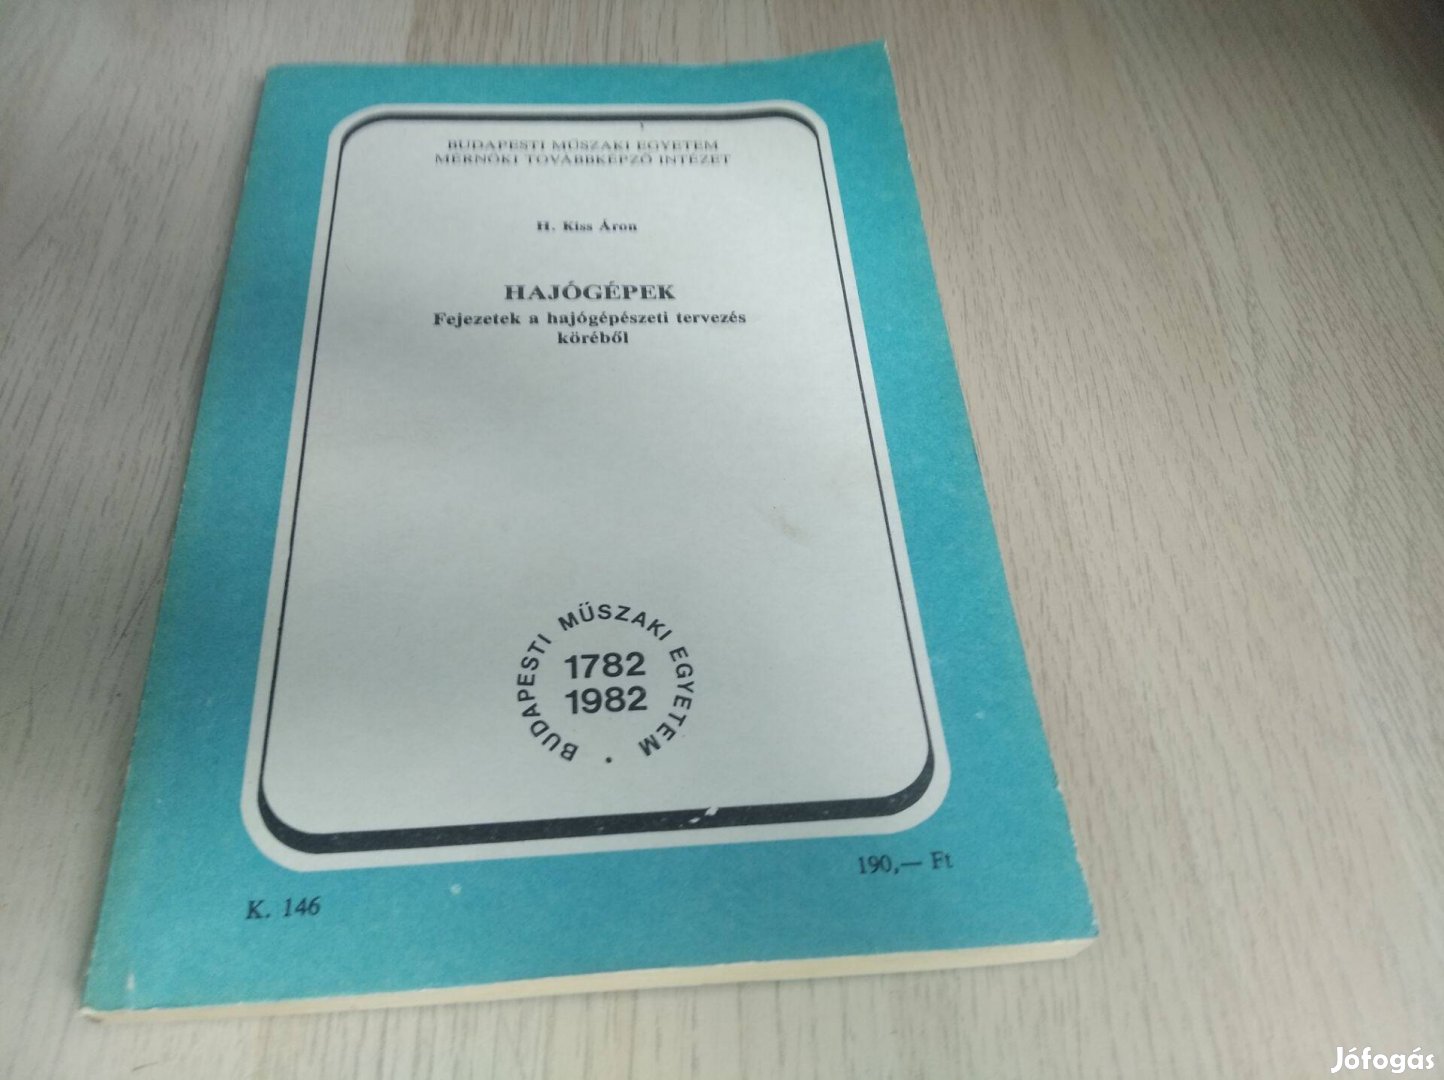 BUDAPESTI MŰSZAKI EGYETEM
MÉRNÖKI TOVÁBBKÉPZŐ INTÉZET
H. Kiss Áron
HAJÓGÉPEK
Fejezetek a hajógépészeti tervezés
köréből
BUDAPESTI MŰSZAKI EGYETEM •
1782
1982
K. 146
190,— Ft
Jófogás